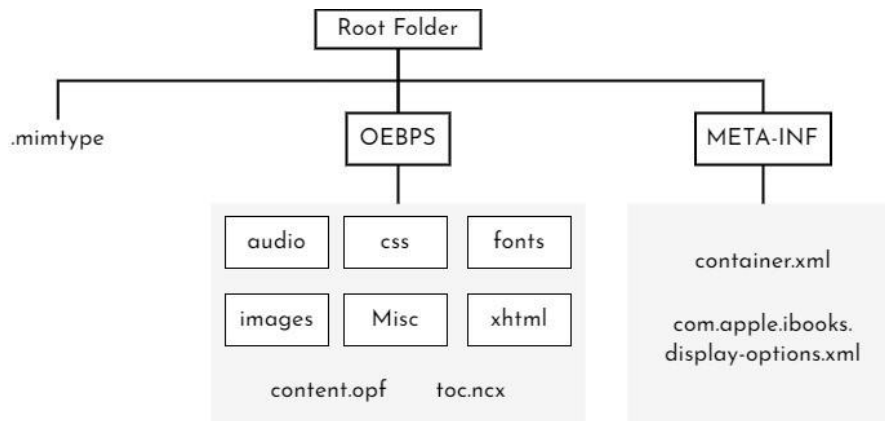 Root Folder
.mimtype
OEBPS
META-INF
audio
css
fonts
images
Misc
xhtml
content.opf
toc.ncx
container.xml
com.apple.ibooks.
display-options.xml